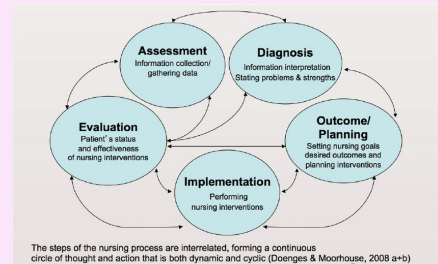 Assessment
Information collection/
gathering data
Diagnosis
Information interpretation
Stating problems & strengths
Evaluation
Patient´s status
and effectiveness
of nursing interventions
Outcome/
Planning
Setting nursing goals
desired outcomes and
planning interventions
Implementation
Performing
nursing interventions
The steps of the nursing process are interrelated, forming a continuous
circle of thought and action that is both dynamic and cyclic (Doenges & Moorhouse, 2008 a+b)